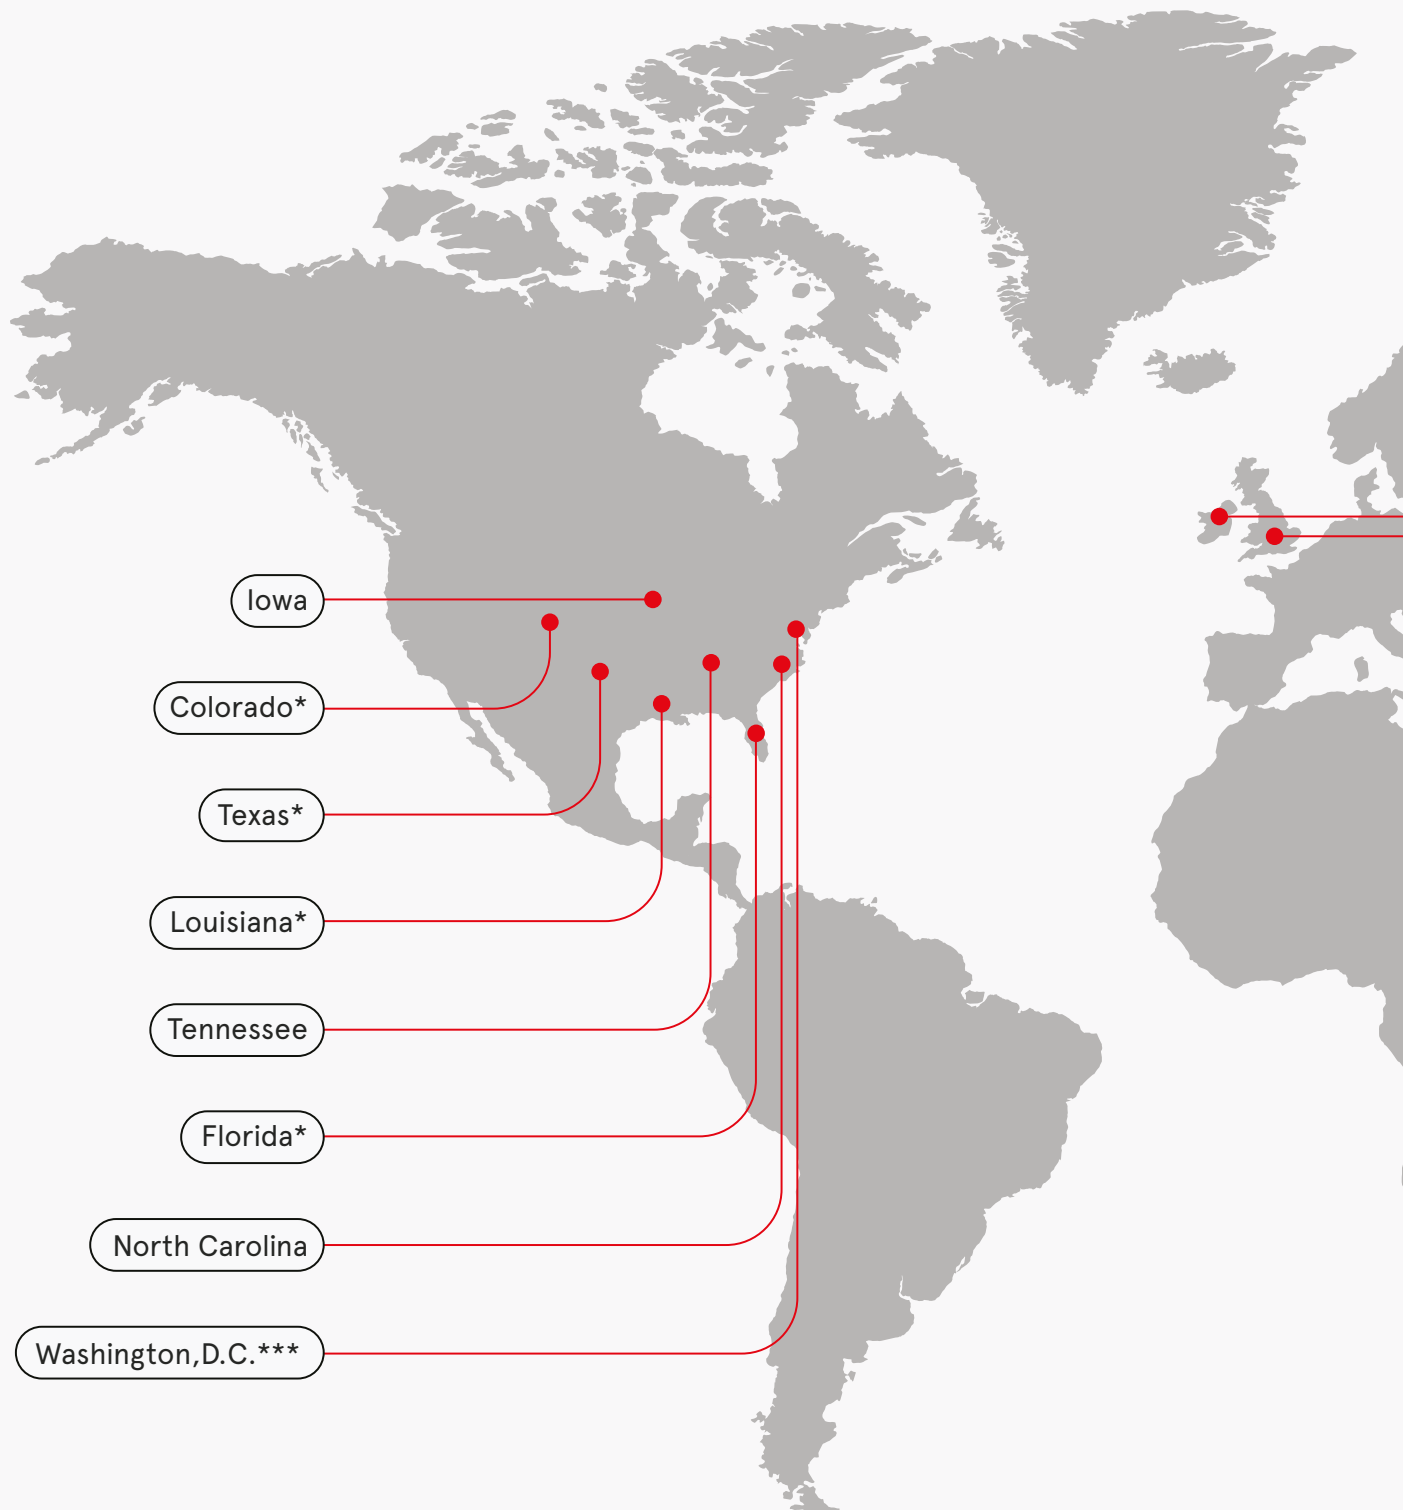 Iowa
Colorado*
Texas*
Louisiana*
Tennessee
Florida*
North Carolina
Washington,D.C.***